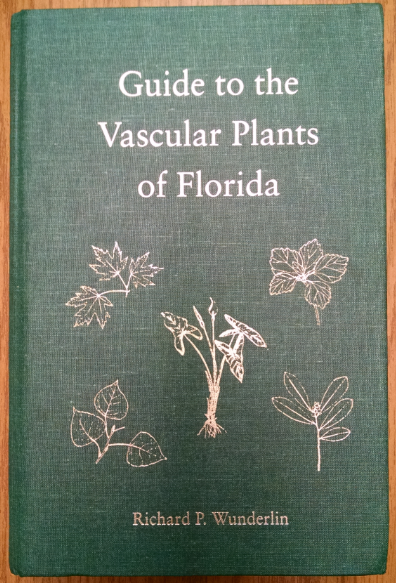 Guide to the
Vascular Plants
of Florida
Richard P. Wunderlin